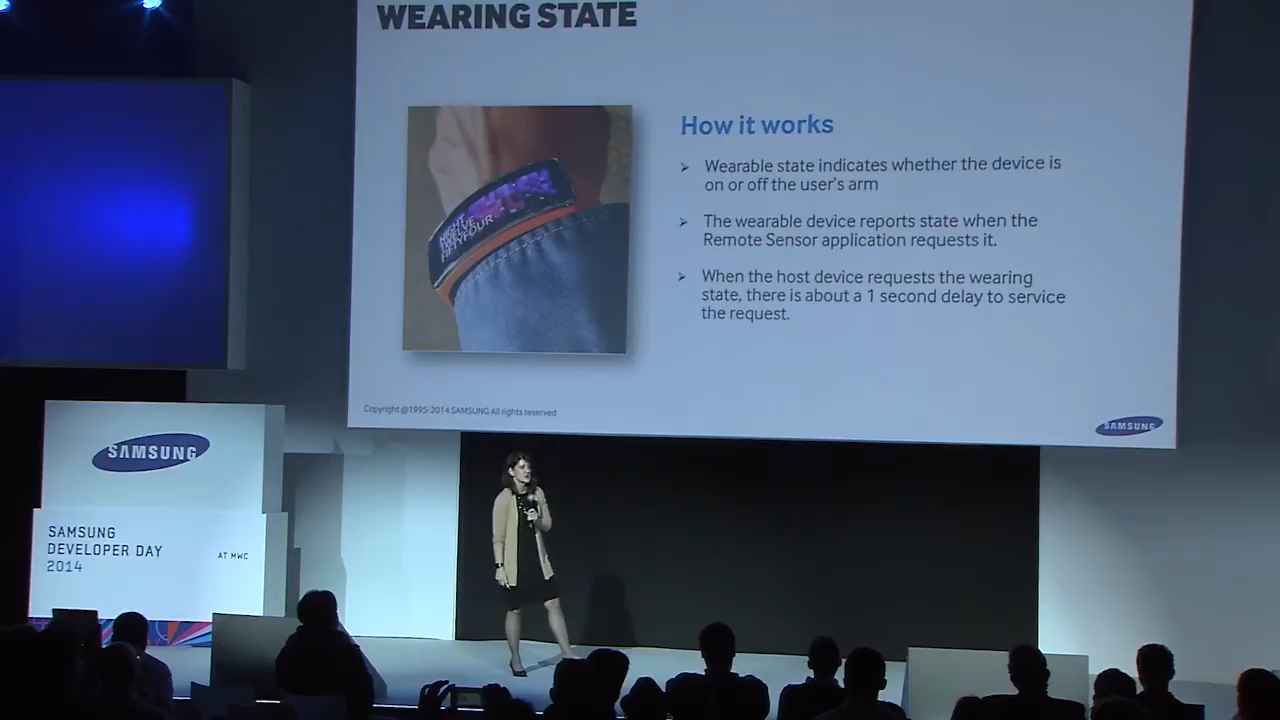 WEARING STATE
How it works
Wearable state indicates whether the device is
on or off the user's arm
The wearable device reports state when the
Remote Sensor application requests it.
When the host device requests the wearing
state, there is about a 1 second delay to service
the request.
Copyright @1995-2014 SAMSUNG All rights reserved
SAMSUNG
SAMSUNG
SAMSUNG
DEVELOPER DAY
2014
AT MWC
FIFTYFOUR